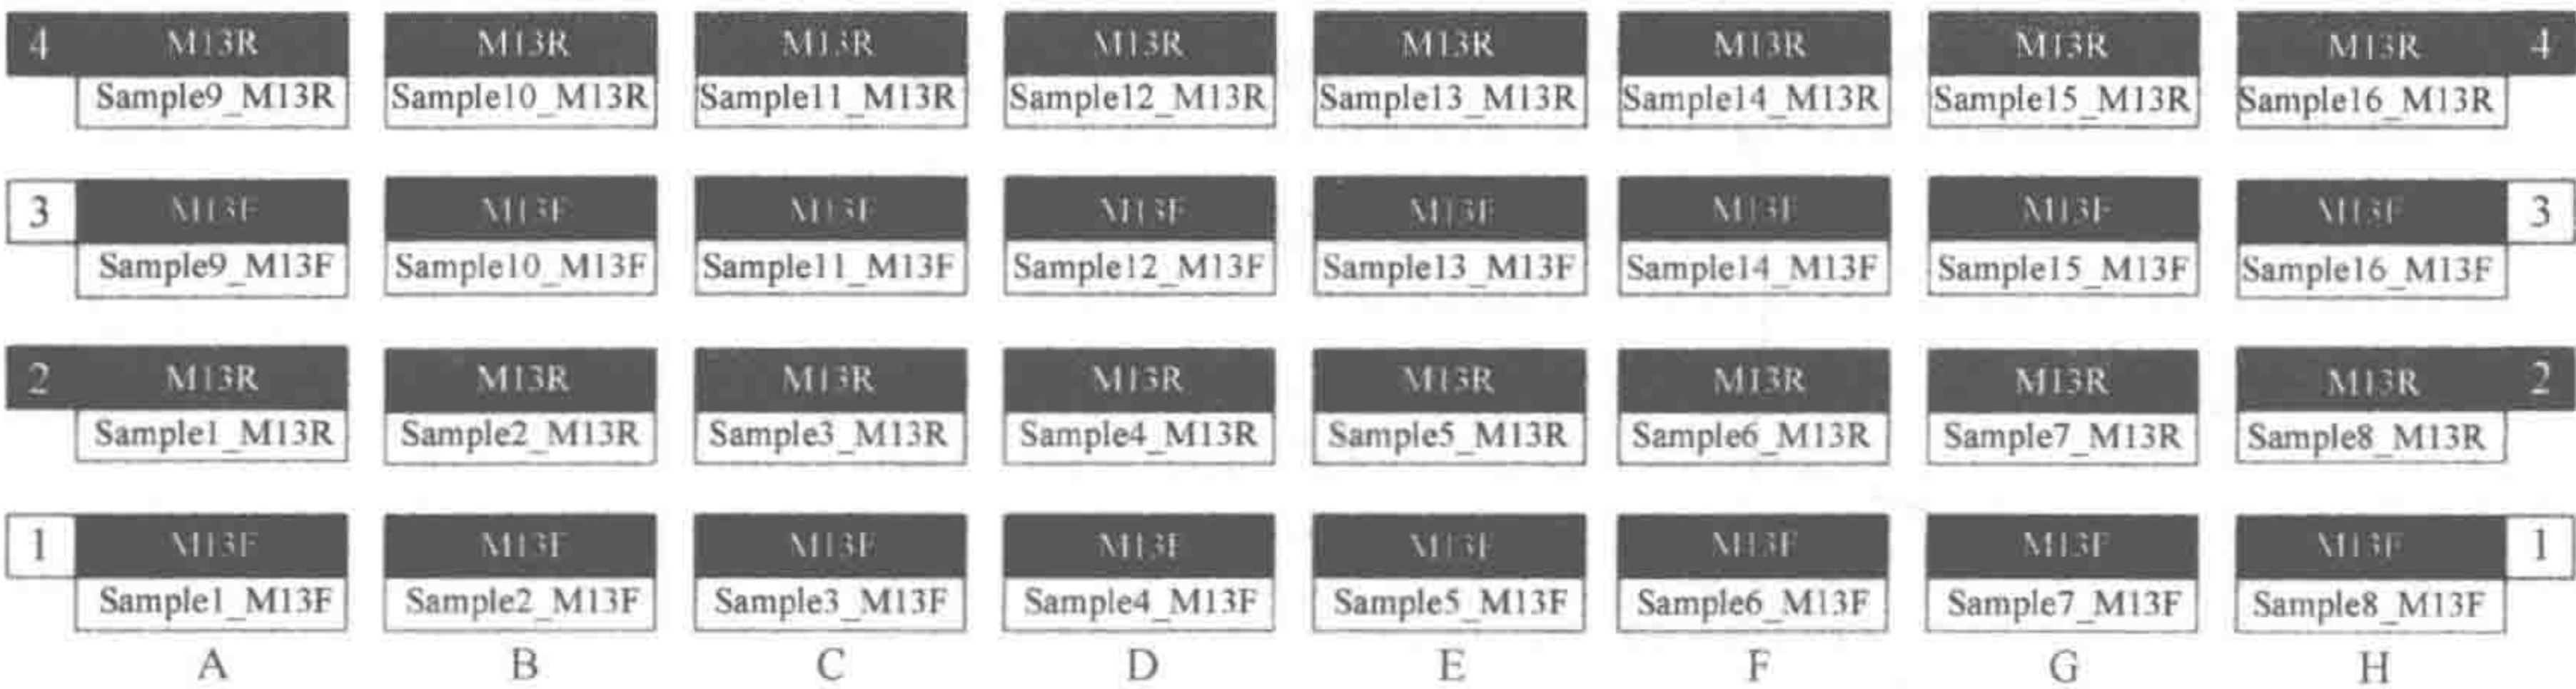 4 M13R M13R M13R M13R M13R M13R M13R M13R 4
Sample9_M13R Sample10_M13R Sample11_M13R Sample12_M13R Sample13_M13R Sample14_M13R Sample15_M13R Sample16_M13R
3 M13F M13F M13F M13F M13F M13F M13F M13F 3
Sample9_M13F Sample10_M13F Sample11_M13F Sample12_M13F Sample13_M13F Sample14_M13F Sample15_M13F Sample16_M13F
2 M13R M13R M13R M13R M13R M13R M13R M13R 2
Sample1_M13R Sample2_M13R Sample3_M13R Sample4_M13R Sample5_M13R Sample6_M13R Sample7_M13R Sample8_M13R
1 M13F M13F M13F M13F M13F M13F M13F M13F 1
Sample1_M13F Sample2_M13F Sample3_M13F Sample4_M13F Sample5_M13F Sample6_M13F Sample7_M13F Sample8_M13F
A B C D E F G H